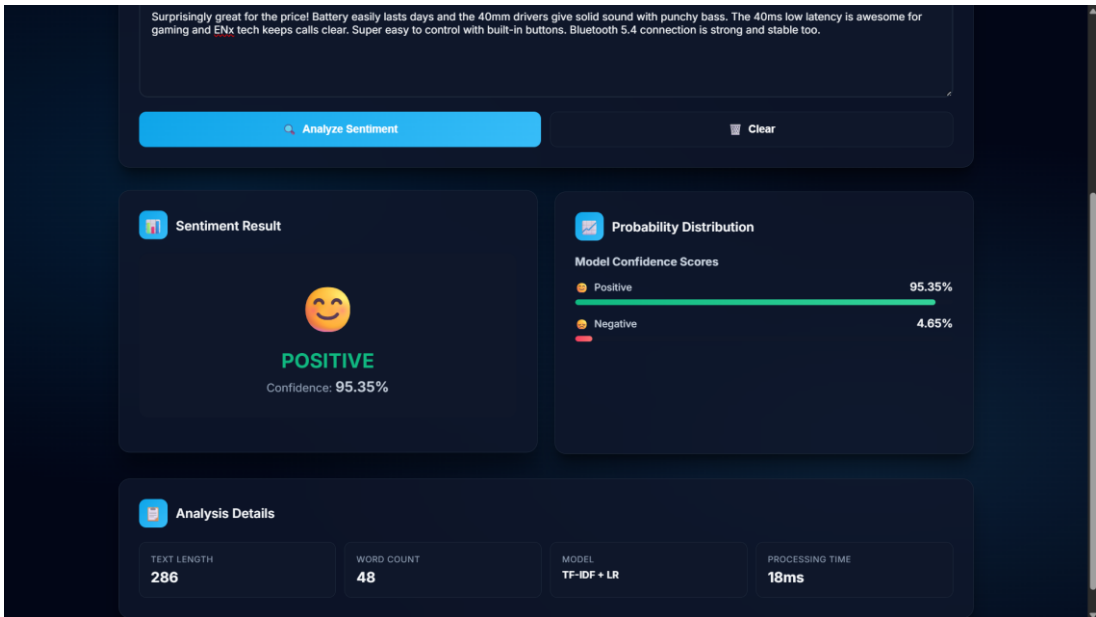 Surprisingly great for the price! Battery easily lasts days and the 40mm drivers give solid sound with punchy bass. The 40ms low latency is awesome for
gaming and ENx tech keeps calls clear. Super easy to control with built-in buttons. Bluetooth 5.4 connection is strong and stable too.
Analyze Sentiment
Clear
Sentiment Result
POSITIVE
Confidence: 95.35%
Probability Distribution
Model Confidence Scores
Positive 95.35%
Negative 4.65%
Analysis Details
TEXT LENGTH
286
WORD COUNT
48
MODEL
TF-IDF + LR
PROCESSING TIME
18ms